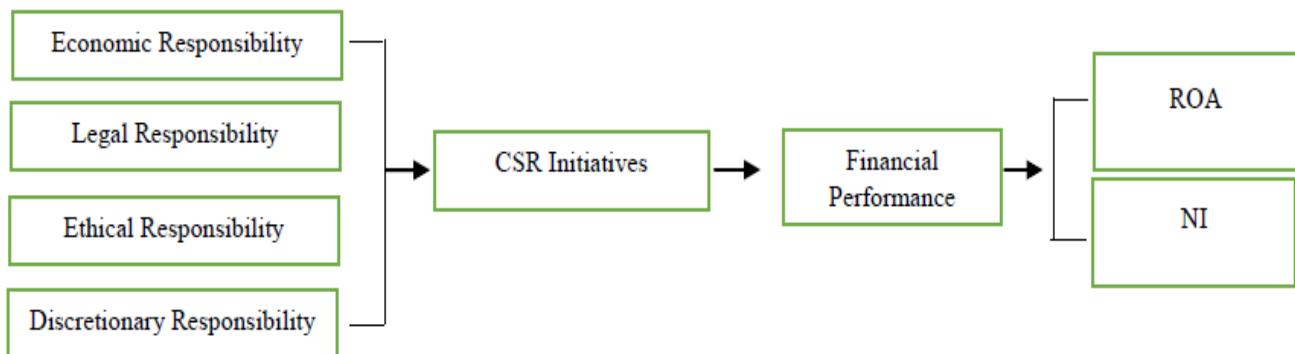 Economic Responsibility
Legal Responsibility
Ethical Responsibility
Discretionary Responsibility
CSR Initiatives
Financial
Performance
ROA
NI